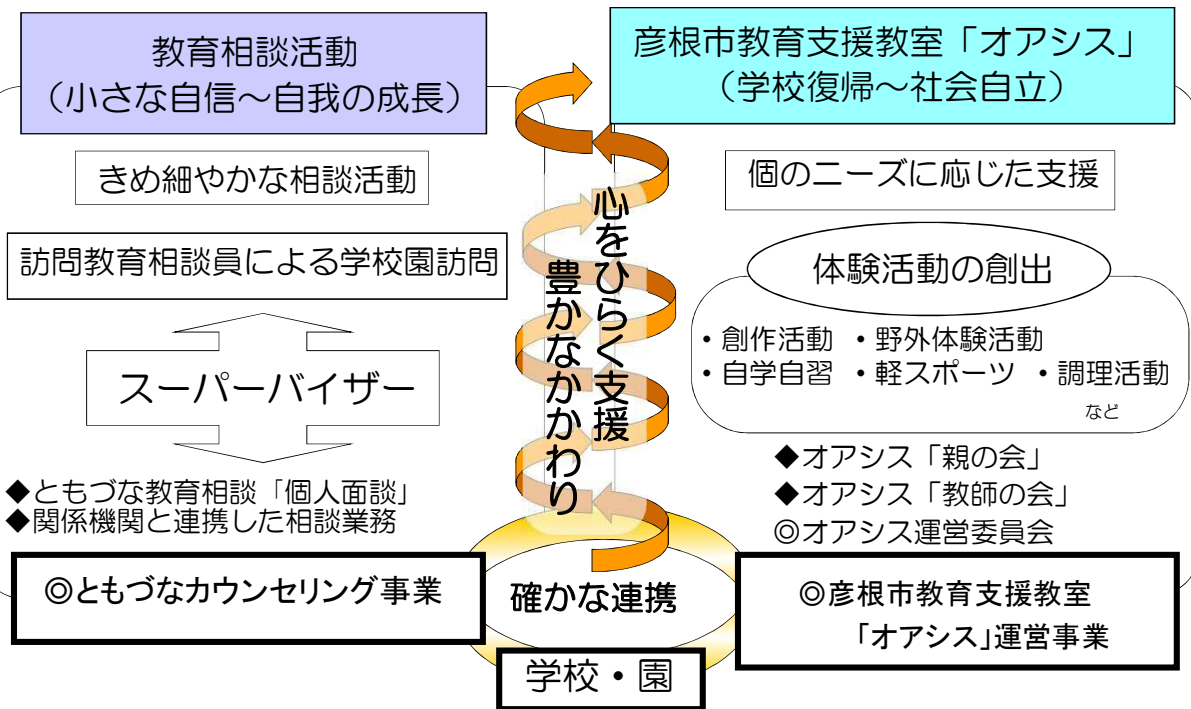 教育相談活動
（小さな自信～自我の成長）
きめ細やかな相談活動
訪問教育相談員による学校園訪問
スーパーバイザー
◆ともづな教育相談「個人面談」
◆関係機関と連携した相談業務
◎ともづなカウンセリング事業
心をひらく支援
豊かなかかわり
確かな連携
学校・園
彦根市教育支援教室「オアシス」
（学校復帰～社会自立）
個のニーズに応じた支援
体験活動の創出
・創作活動 ・野外体験活動
・自学自習 ・軽スポーツ ・調理活動
など
◆オアシス「親の会」
◆オアシス「教師の会」
◎オアシス運営委員会
◎彦根市教育支援教室
「オアシス」運営事業